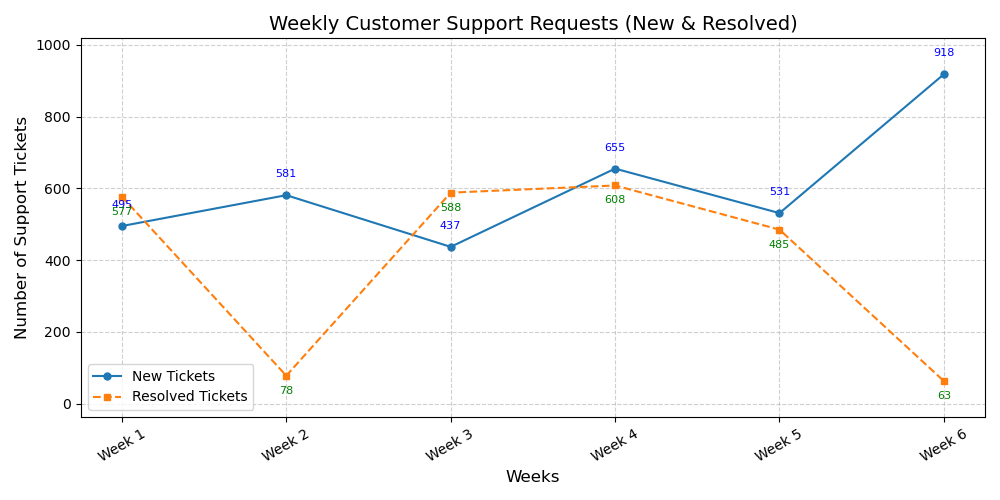 Weekly Customer Support Requests (New & Resolved)
Number of Support Tickets
1000
800
600
400
200
0
495
577
581
78
588
437
655
608
531
485
918
63
New Tickets
Resolved Tickets
Week 1
Week 2
Week 3
Week 4
Week 5
Week 6
Weeks